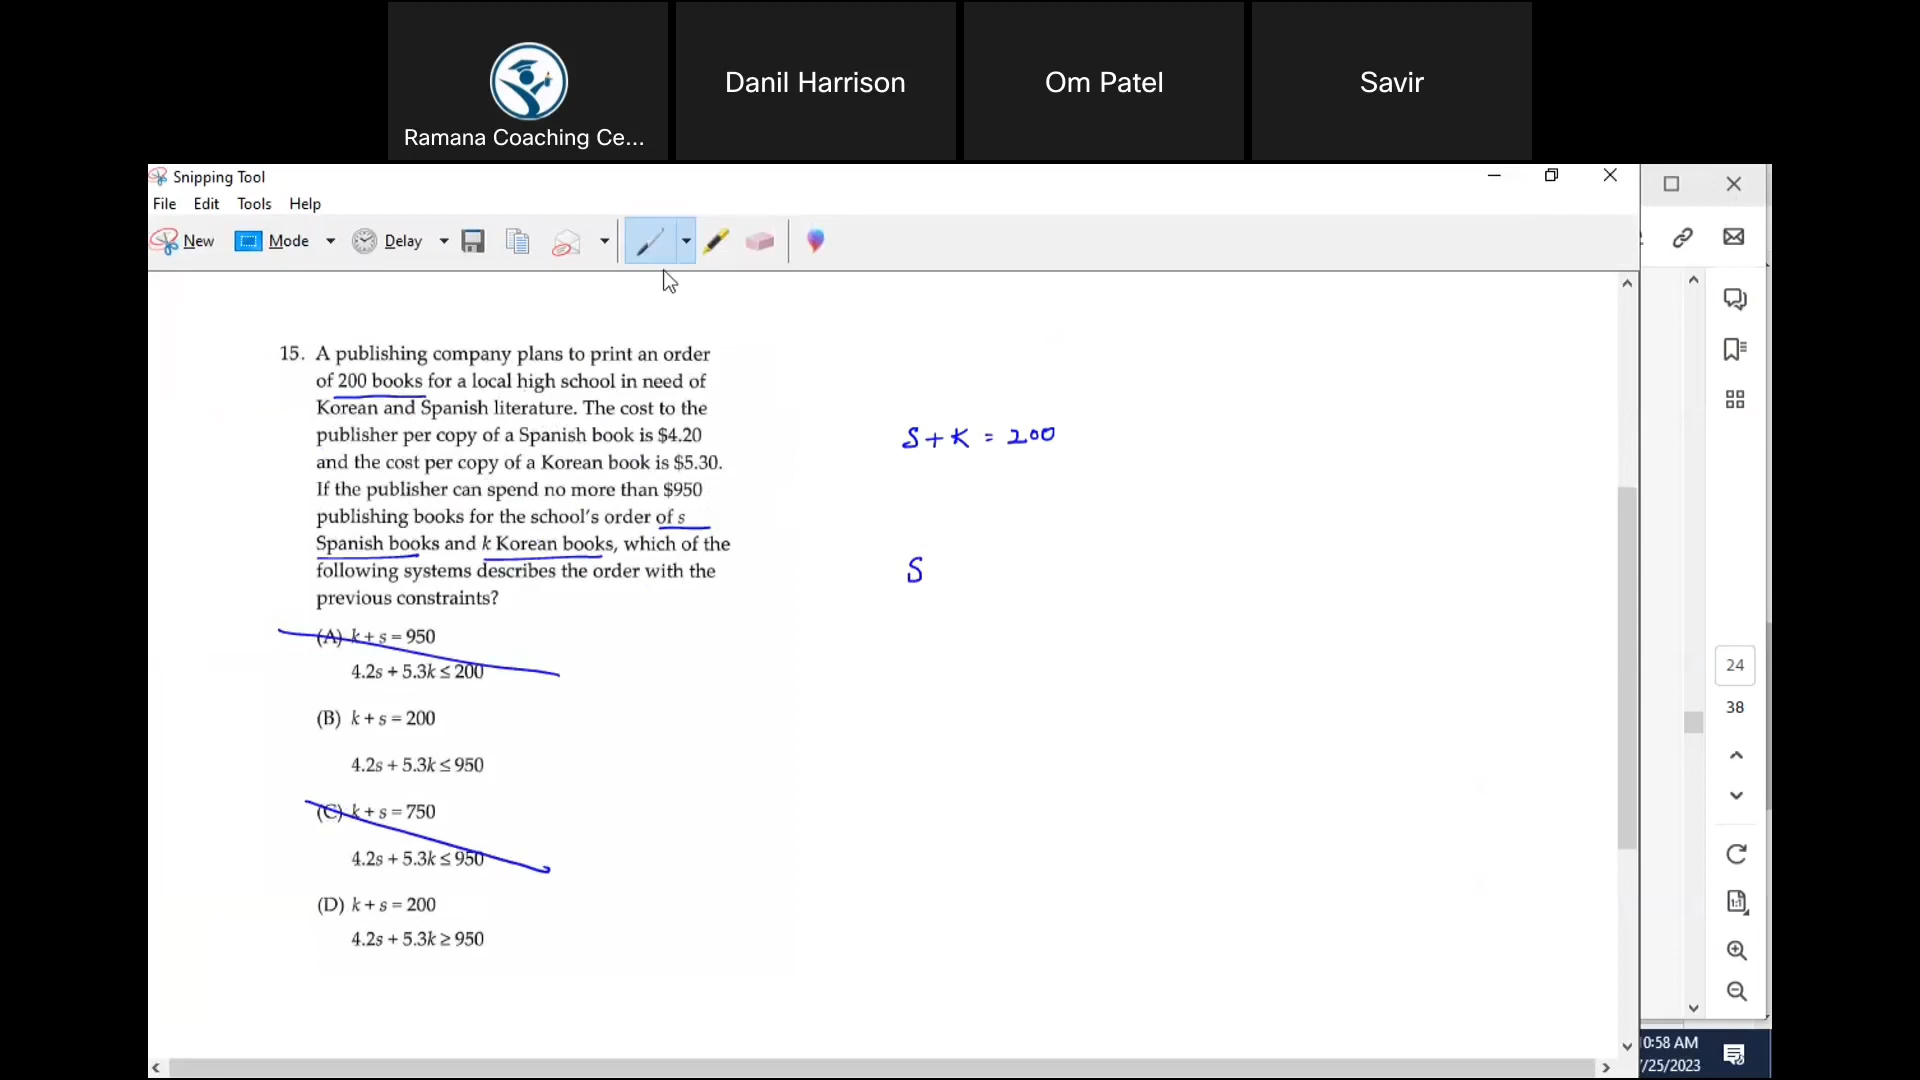 Ramana Coaching Ce...
Danil Harrison
Om Patel
Savir
Snipping Tool
File Edit Tools Help
New Mode Delay
15. A publishing company plans to print an order
of 200 books for a local high school in need of
Korean and Spanish literature. The cost to the
publisher per copy of a Spanish book is $4.20
and the cost per copy of a Korean book is $5.30.
If the publisher can spend no more than $950
publishing books for the school's order of s
Spanish books and k Korean books, which of the
following systems describes the order with the
previous constraints?
(A) k + s = 950
4.2s + 5.3k ≤ 200
(B) k + s = 200
4.2s + 5.3k ≤ 950
(C) k + s = 750
4.2s + 5.3k ≤ 950
(D) k + s = 200
4.2s + 5.3k ≥ 950
S + K = 200
S
24
38
1:1
0:58 AM
/25/2023